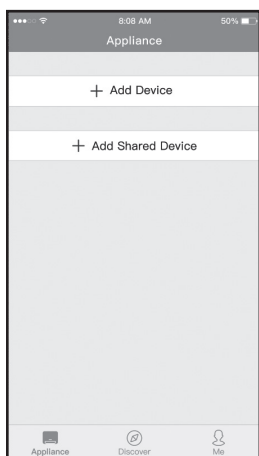 8:08 AM 50%
Appliance
+ Add Device
+ Add Shared Device
Appliance Discover Me